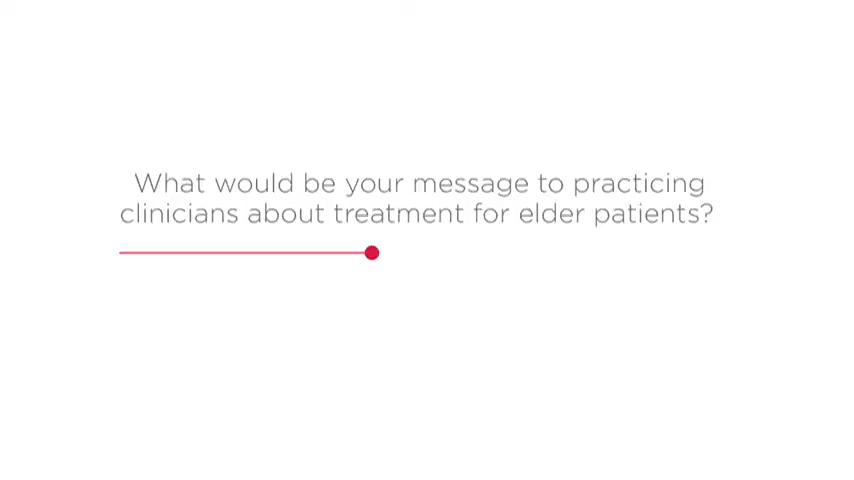 What would be your message to practicing
clinicians about treatment for elder patients?